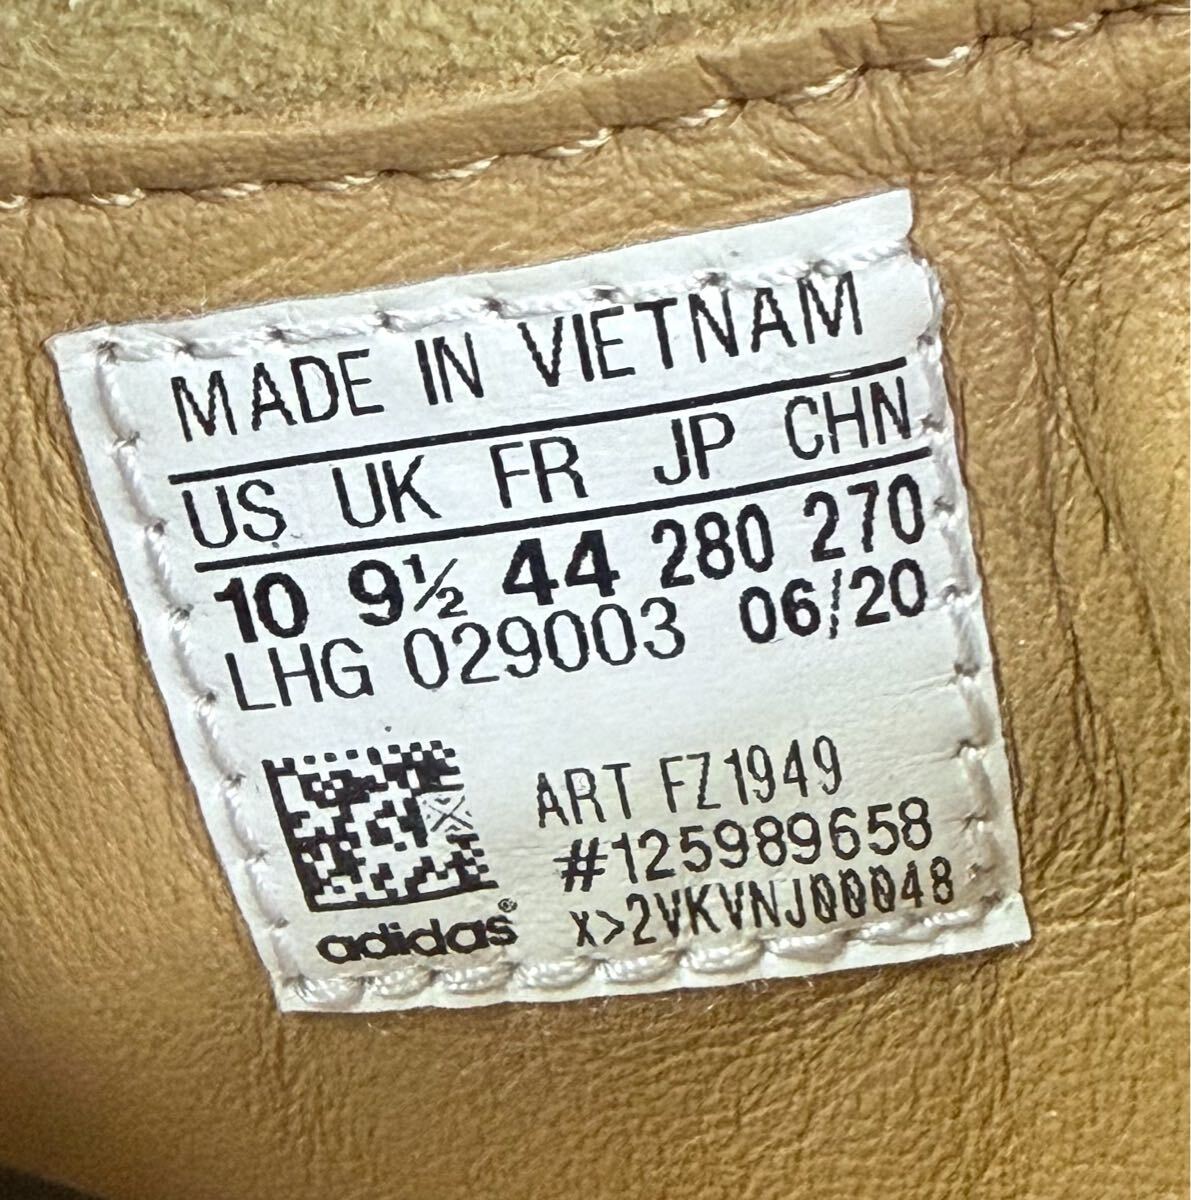 MADE IN VIETNAM
US UK FR JP CHN
10 9½ 44 280 270
LHG 029003 06/20
ART FZ1949
#125989658
x>2VKVNJ00048
adidas®